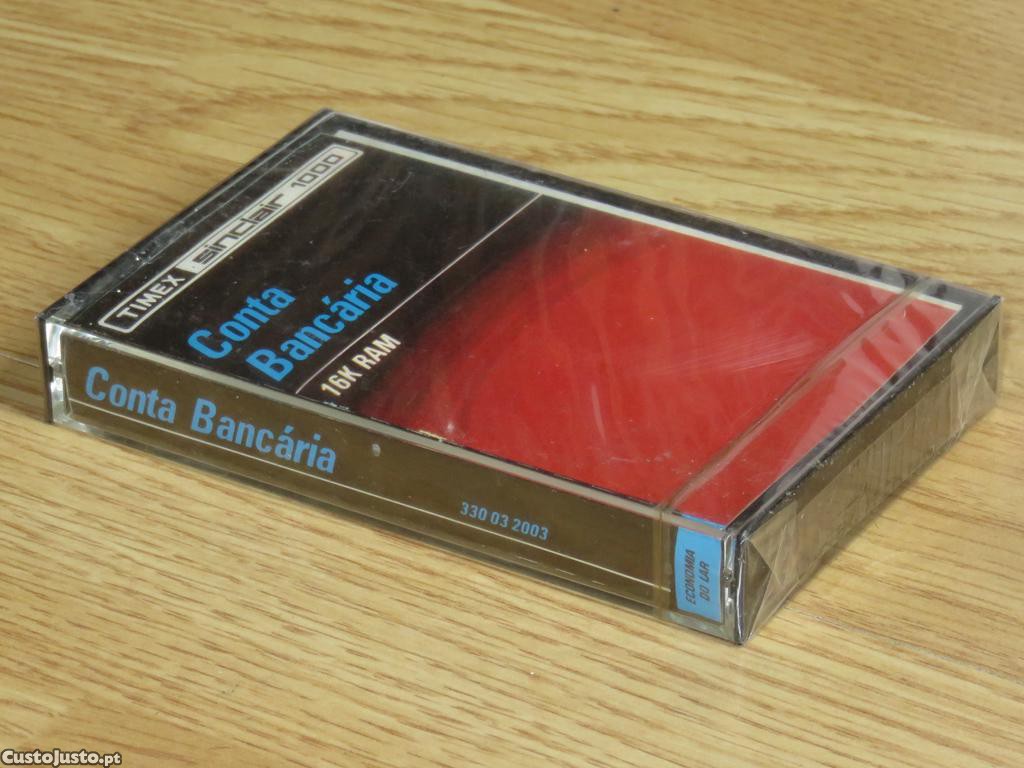 TIMEX sinclair 1000
Conta
Bancária
16K RAM
Conta Bancária
330 03 2003
ECONOMIA
DO LAR
CustoJusto.pt